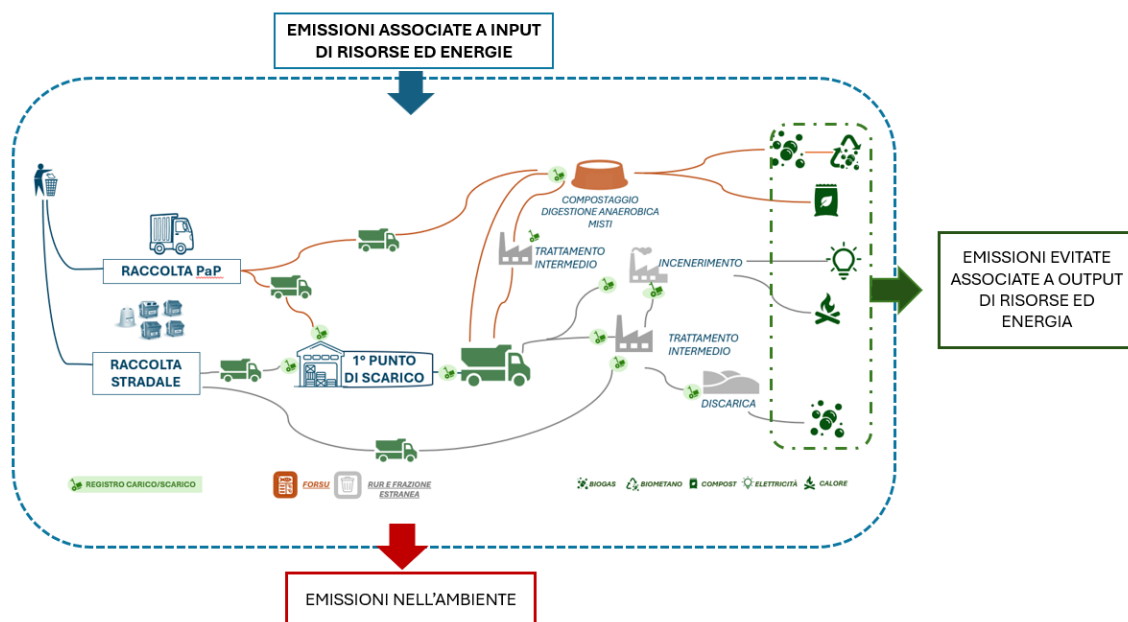 EMISSIONI ASSOCIATE A INPUT
DI RISORSE ED ENERGIE
COMPOSTAGGIO
DIGESTIONE ANAEROBICA
MISTI
TRATTAMENTO
INTERMEDIO
INCENERIMENTO
RACCOLTA PaP
EMISSIONI EVITATE
ASSOCIATE A OUTPUT
DI RISORSE ED
ENERGIA
TRATTAMENTO
INTERMEDIO
1° PUNTO
DI SCARICO
RACCOLTA
STRADALE
DISCARICA
REGISTRO CARICO/SCARICO
FORSU
RUR E FRAZIONE
ESTRANEA
BIOGAS
BIOMETANO
COMPOST
ELETTRICITÀ
CALORE
EMISSIONI NELL'AMBIENTE